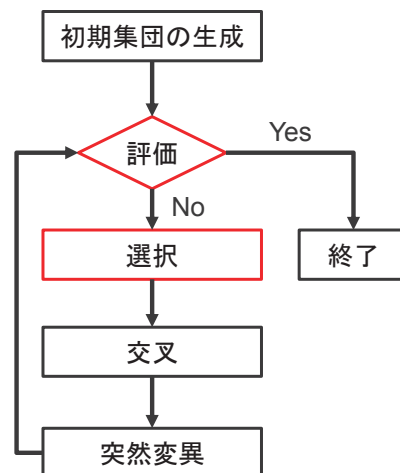 初期集団の生成
評価
Yes
No
選択
終了
交叉
突然変異